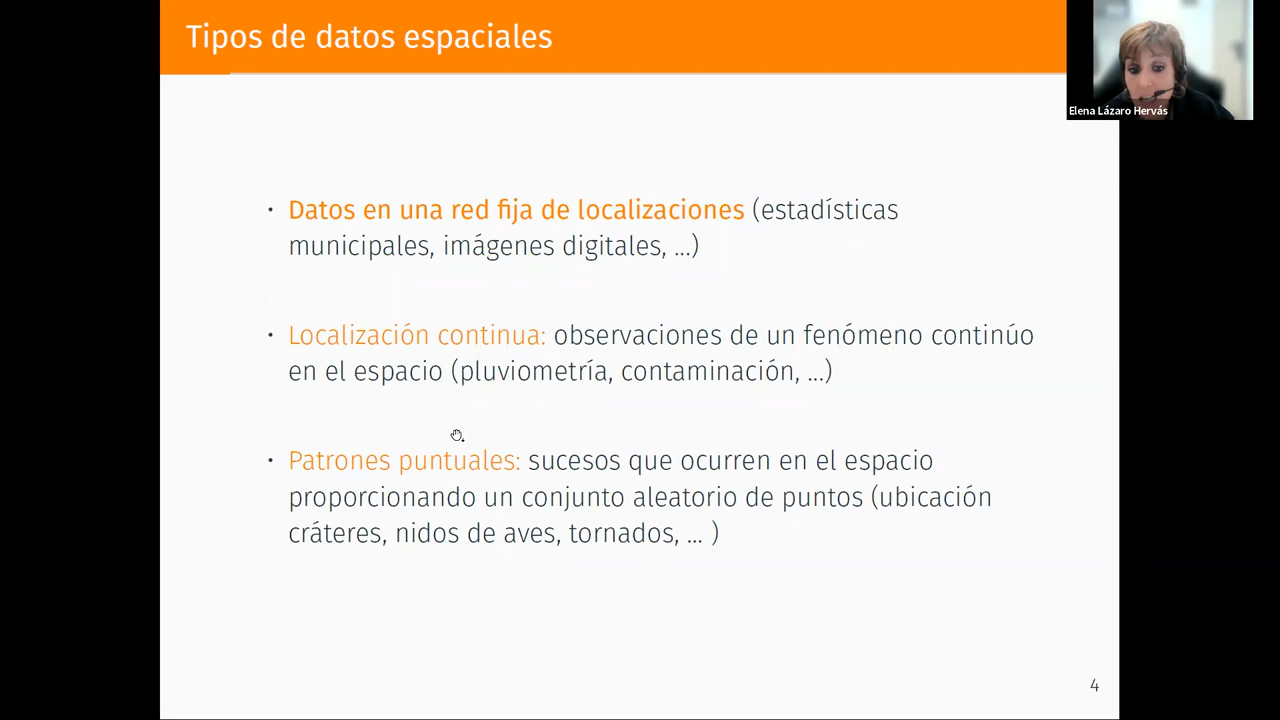 Tipos de datos espaciales
Elena Lázaro Hervás
• Datos en una red fija de localizaciones (estadísticas
municipales, imágenes digitales, ...)
• Localización continua: observaciones de un fenómeno continúo
en el espacio (pluviometría, contaminación, ...)
• Patrones puntuales: sucesos que ocurren en el espacio
proporcionando un conjunto aleatorio de puntos (ubicación
cráteres, nidos de aves, tornados, ... )
4